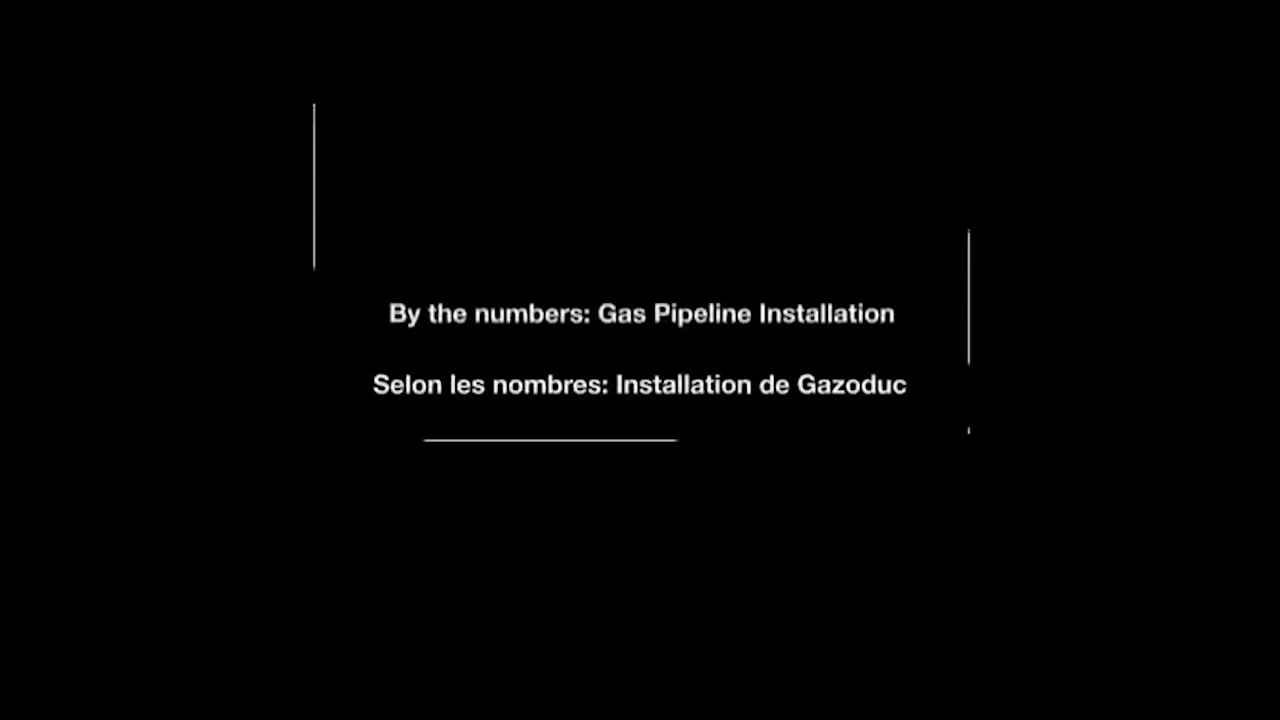 By the numbers: Gas Pipeline Installation
Selon les nombres: Installation de Gazoduc